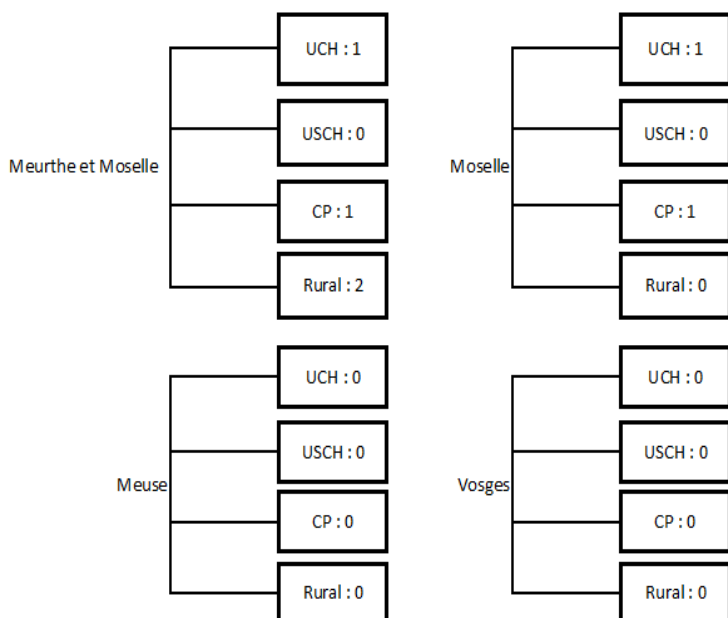 Meurthe et Moselle
UCH : 1
USCH : 0
CP : 1
Rural : 2
Moselle
UCH : 1
USCH : 0
CP : 1
Rural : 0
Meuse
UCH : 0
USCH : 0
CP : 0
Rural : 0
Vosges
UCH : 0
USCH : 0
CP : 0
Rural : 0